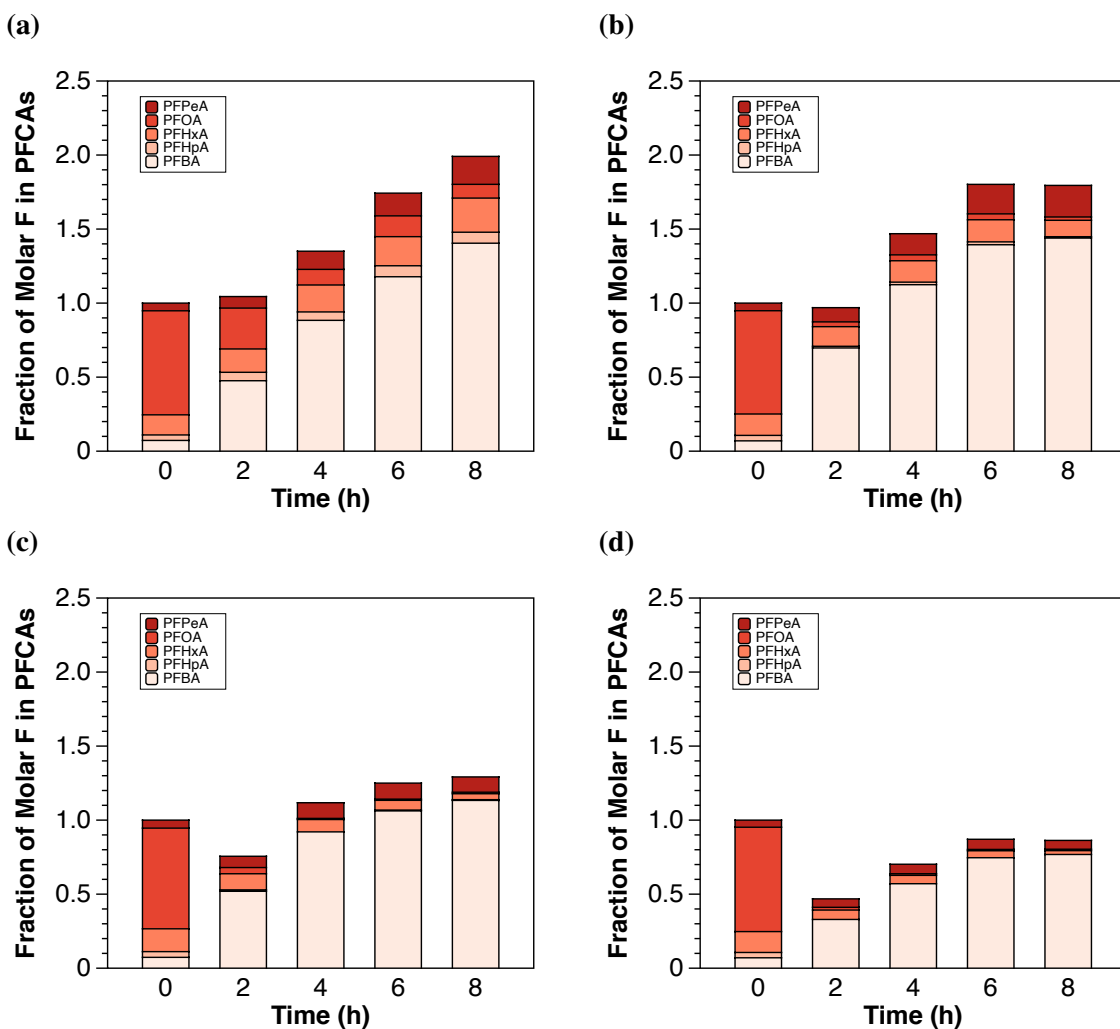 (a)
Fraction of Molar F in PFCAs
2.5
2.0
1.5
1.0
0.5
0
PFPeA
PFOA
PFHxA
PFHpA
PFBA
0 2 4 6 8
Time (h)
(b)
Fraction of Molar F in PFCAs
2.5
2.0
1.5
1.0
0.5
0
PFPeA
PFOA
PFHxA
PFHpA
PFBA
0 2 4 6 8
Time (h)
(c)
Fraction of Molar F in PFCAs
2.5
2.0
1.5
1.0
0.5
0
PFPeA
PFOA
PFHxA
PFHpA
PFBA
0 2 4 6 8
Time (h)
(d)
Fraction of Molar F in PFCAs
2.5
2.0
1.5
1.0
0.5
0
PFPeA
PFOA
PFHxA
PFHpA
PFBA
0 2 4 6 8
Time (h)